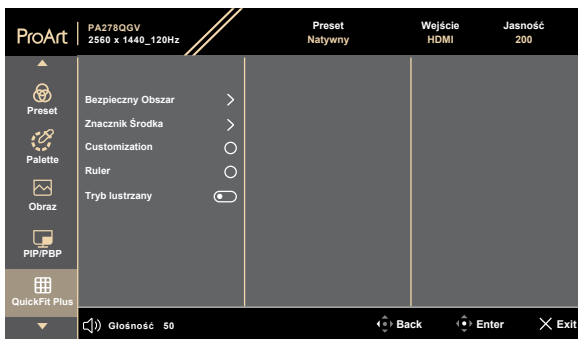 ProArt
PA278QGV
2560 x 1440_120Hz
Preset
Natywny
Wejście
HDMI
Jasność
200
Preset
Palette
Obraz
PIP/PBP
QuickFit Plus
Bezpieczny Obszar
Znacznik Środka
Customization
Ruler
Tryb lustrzany
Głośność 50
Back
Enter
Exit